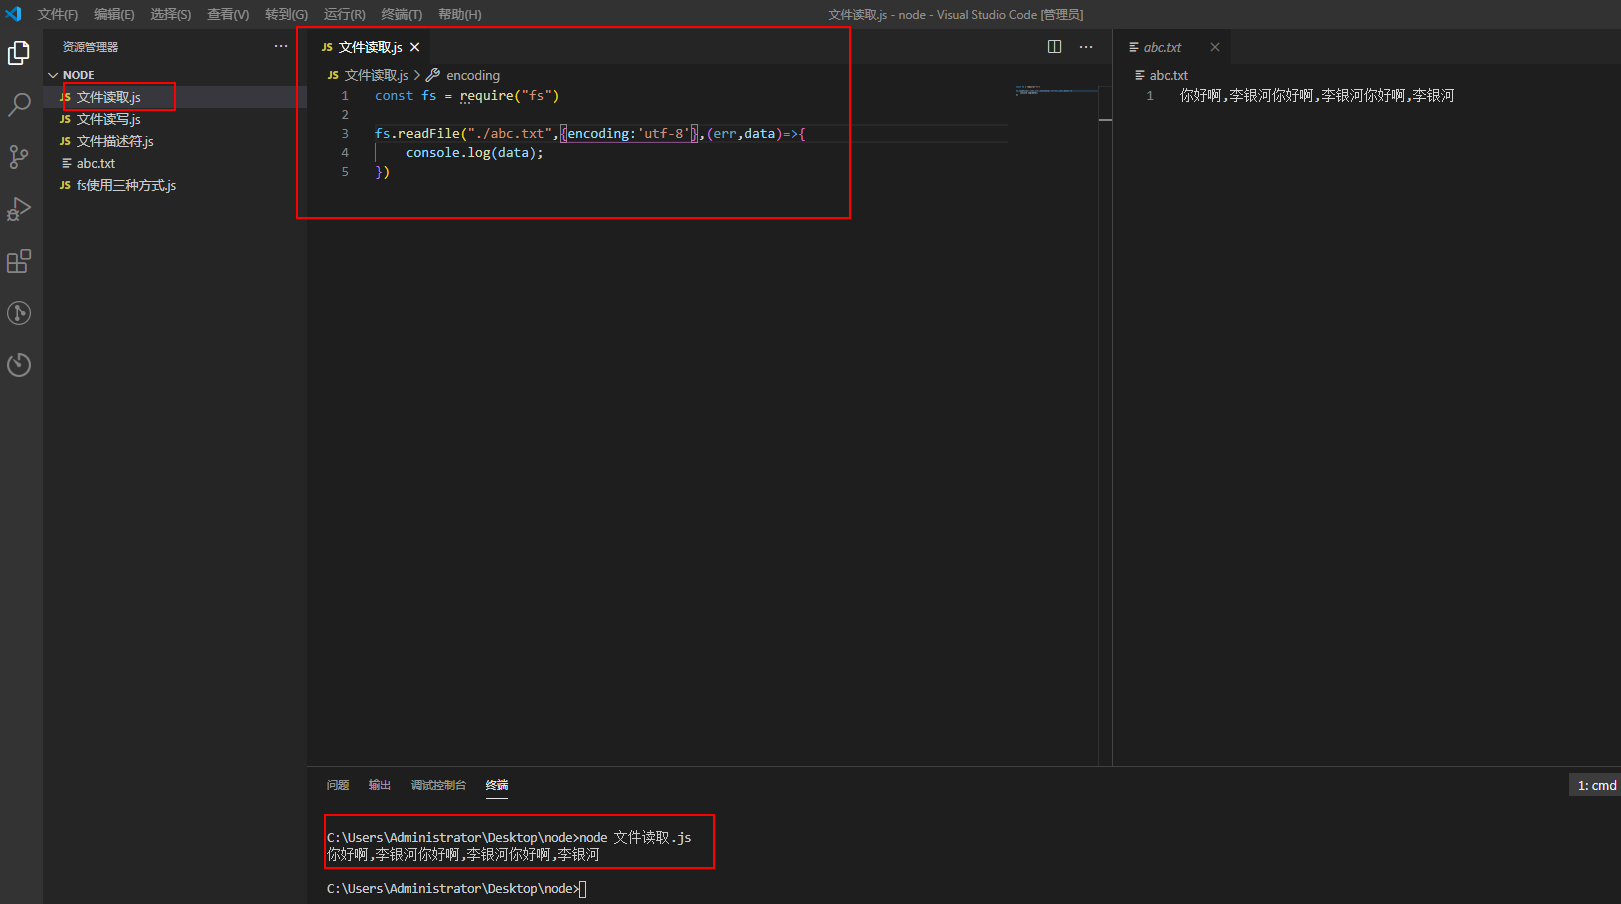 文件(F) 编辑(E) 选择(S) 查看(V) 转到(G) 运行(R) 终端(T) 帮助(H) 文件读取.js - node - Visual Studio Code [管理员]
资源管理器 ···
NODE
JS 文件读取.js
JS 文件读写.js
JS 文件描述符.js
abc.txt
JS fs使用三种方式.js
JS 文件读取.js ×
JS 文件读取.js > encoding
1 const fs = require("fs")
2
3 fs.readFile("./abc.txt",{encoding:'utf-8'},(err,data)=>{
4 console.log(data);
5 })
abc.txt ×
abc.txt
1 你好啊,李银河你好啊,李银河你好啊,李银河
问题 输出 调试控制台 终端
1: cmd
C:\Users\Administrator\Desktop\node>node 文件读取.js
你好啊,李银河你好啊,李银河你好啊,李银河
C:\Users\Administrator\Desktop\node>